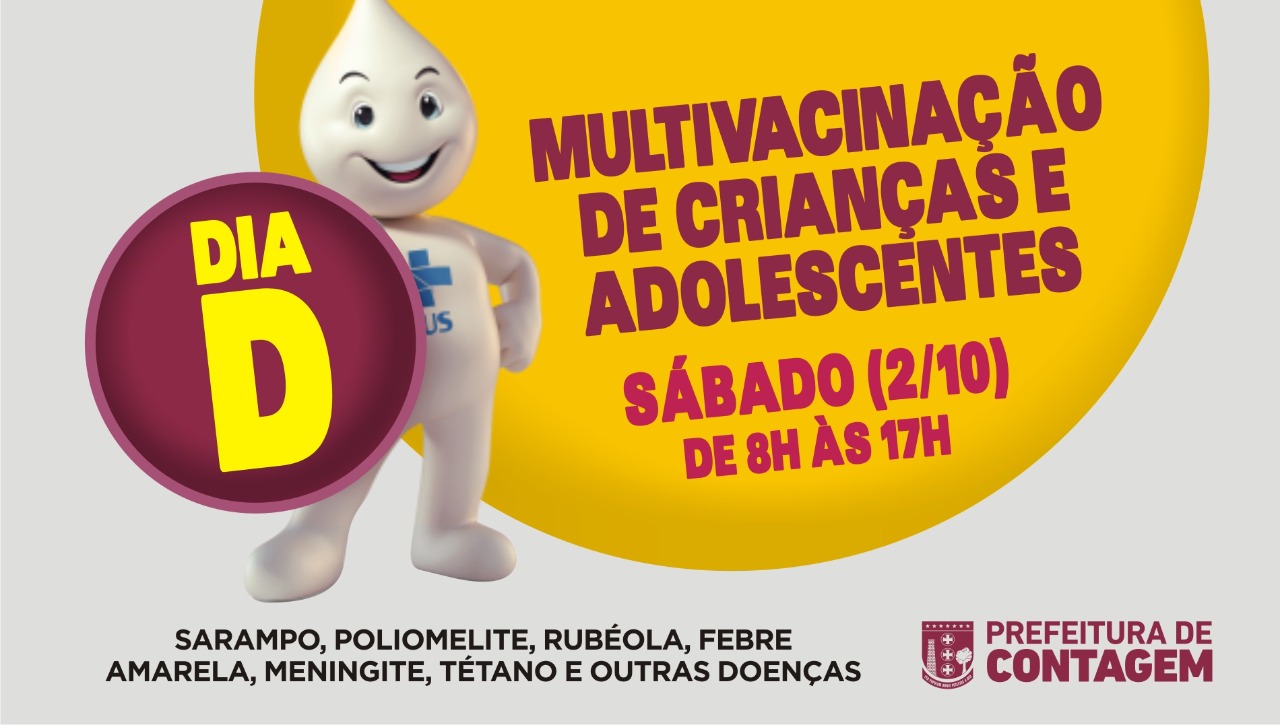 MULTIVACINAÇÃO
DE CRIANÇAS E
ADOLESCENTES
SÁBADO (2/10)
DE 8H ÀS 17H
DIA
D
US
SARAMPO, POLIOMELITE, RUBÉOLA, FEBRE
AMARELA, MENINGITE, TÉTANO E OUTRAS DOENÇAS
PREFEITURA DE
CONTAGEM